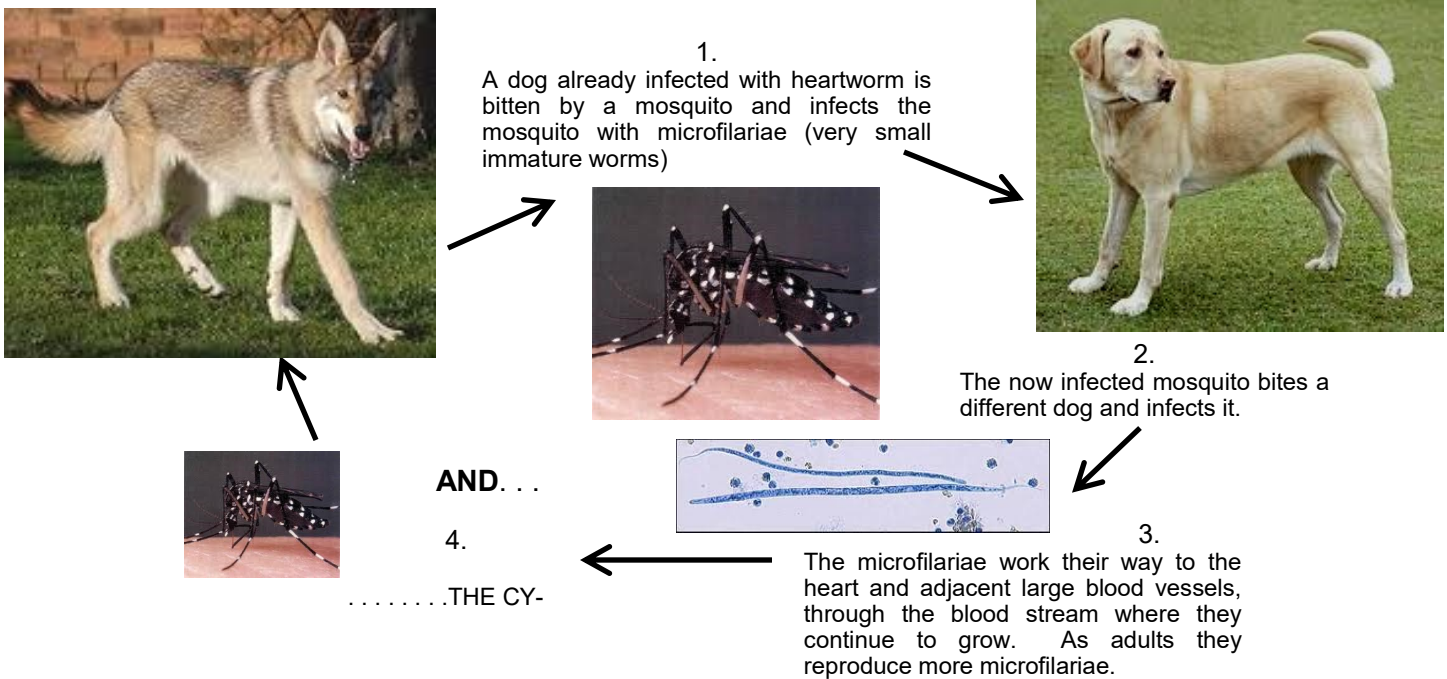 1.
A dog already infected with heartworm is
bitten by a mosquito and infects the
mosquito with microfilariae (very small
immature worms)
2.
The now infected mosquito bites a
different dog and infects it.
3.
The microfilariae work their way to the
heart and adjacent large blood vessels,
through the blood stream where they
continue to grow. As adults they
reproduce more microfilariae.
AND. . .
4.
. . . . . . . .THE CY-